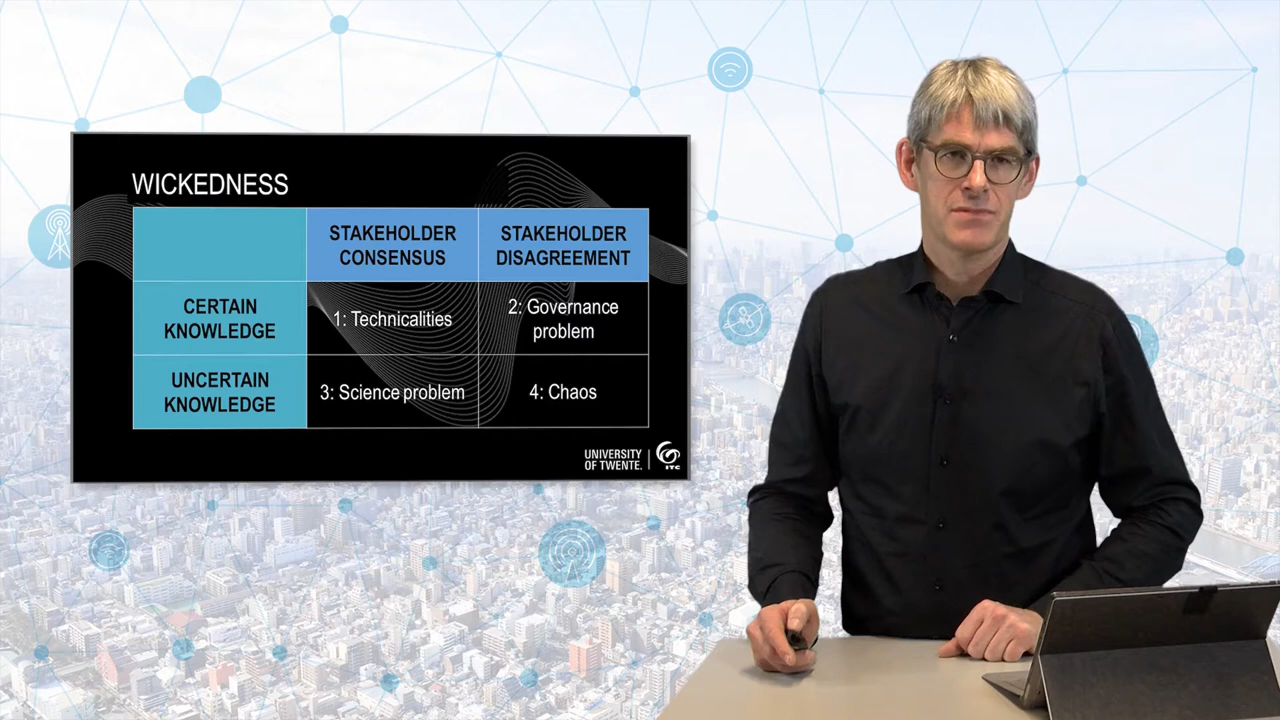 WICKEDNESS
STAKEHOLDER
CONSENSUS
STAKEHOLDER
DISAGREEMENT
CERTAIN
KNOWLEDGE
1: Technicalities
2: Governance
problem
UNCERTAIN
KNOWLEDGE
3: Science problem
4: Chaos
UNIVERSITY
OF TWENTE.
ITC